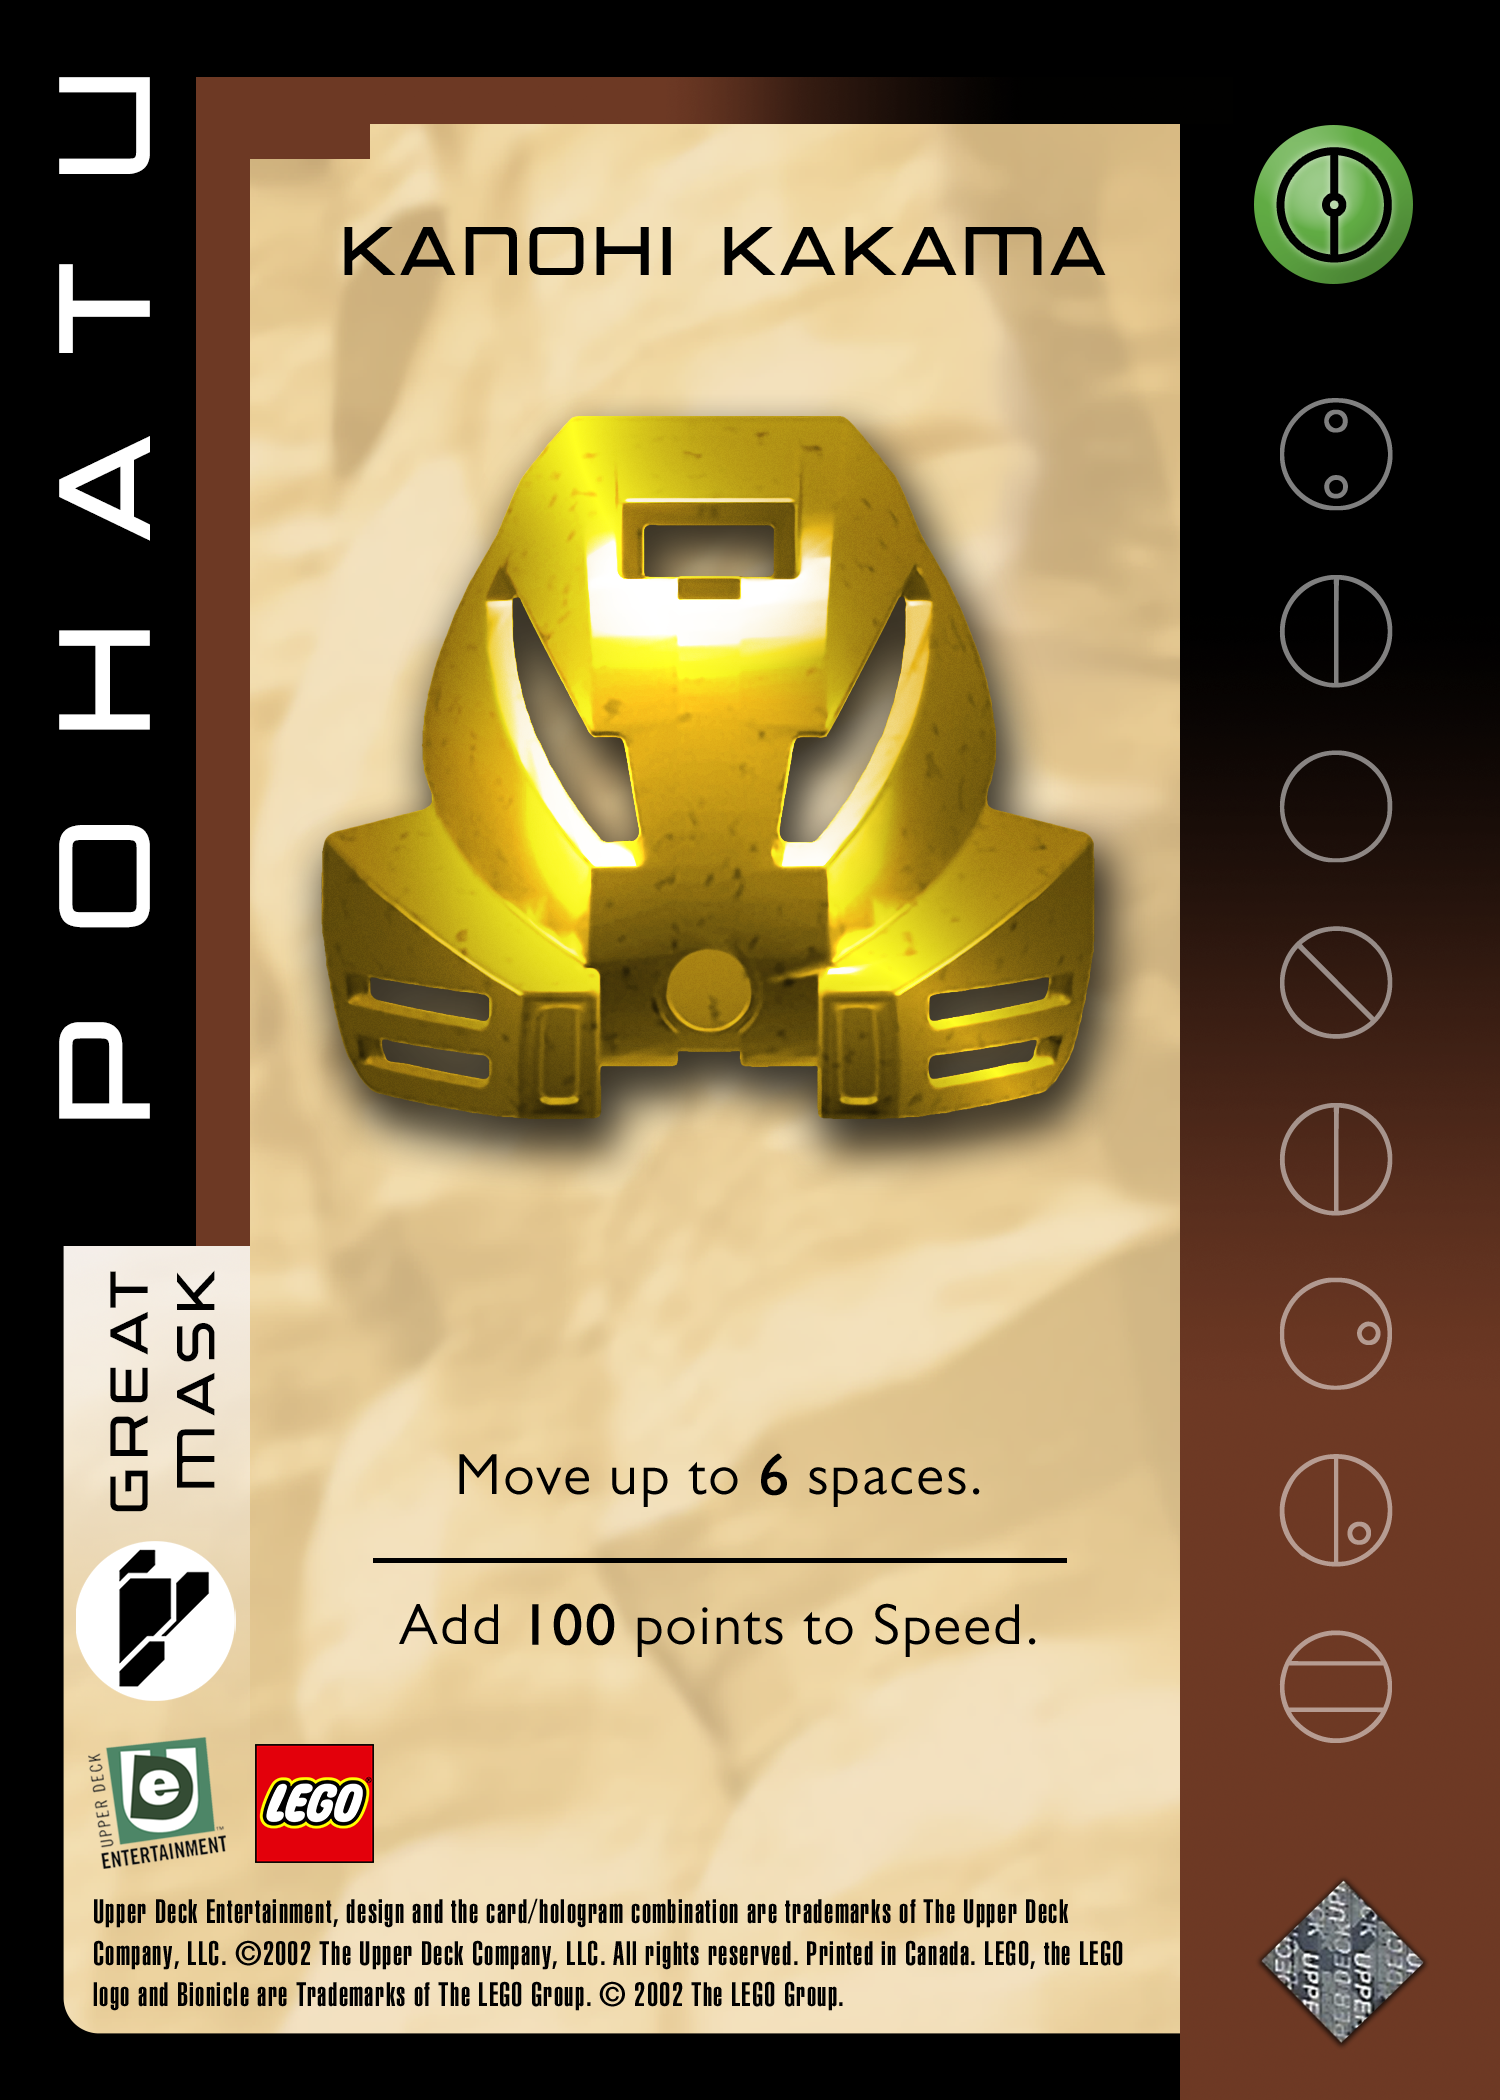 POHATU
KANOHI KAKAMA
GREAT
MASK
Move up to 6 spaces.
Add 100 points to Speed.
UPPER DECK
e
ENTERTAINMENT
™
LEGO
Upper Deck Entertainment, design and the card/hologram combination are trademarks of The Upper Deck
Company, LLC. ©2002 The Upper Deck Company, LLC. All rights reserved. Printed in Canada. LEGO, the LEGO
logo and Bionicle are Trademarks of The LEGO Group. © 2002 The LEGO Group.